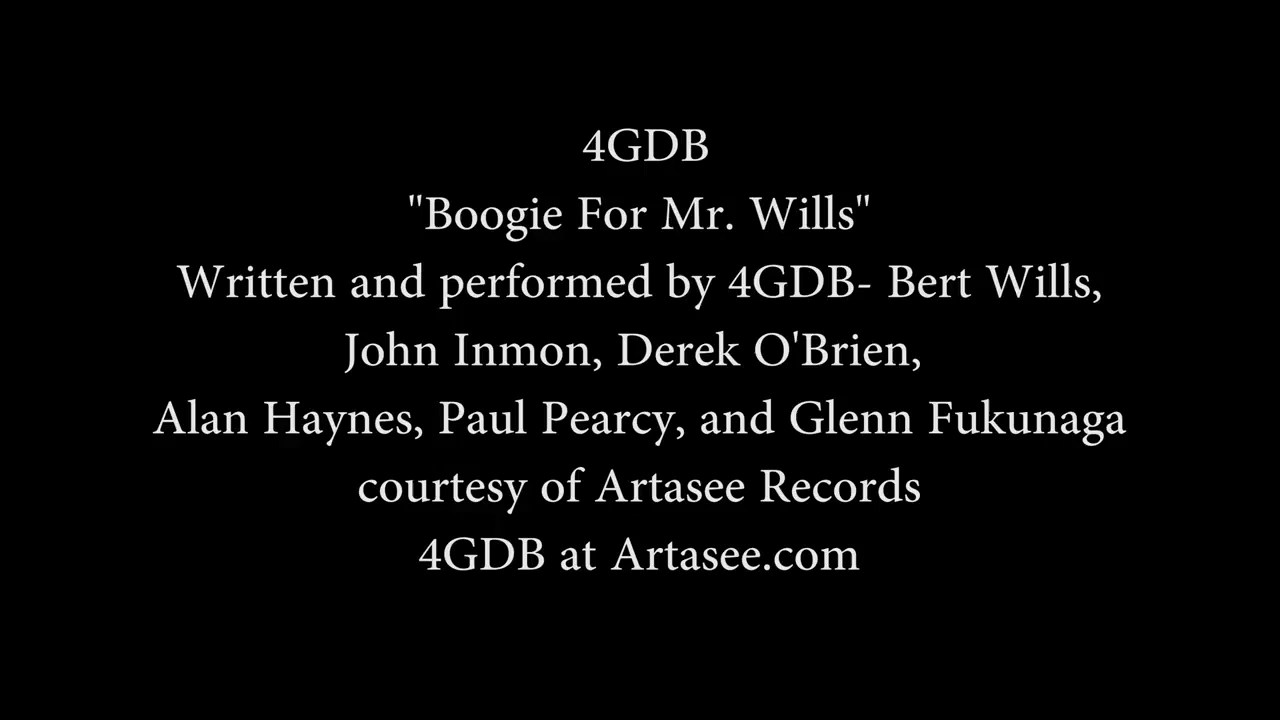 4GDB
"Boogie For Mr. Wills"
Written and performed by 4GDB- Bert Wills,
John Inmon, Derek O'Brien,
Alan Haynes, Paul Pearcy, and Glenn Fukunaga
courtesy of Artasee Records
4GDB at Artasee.com